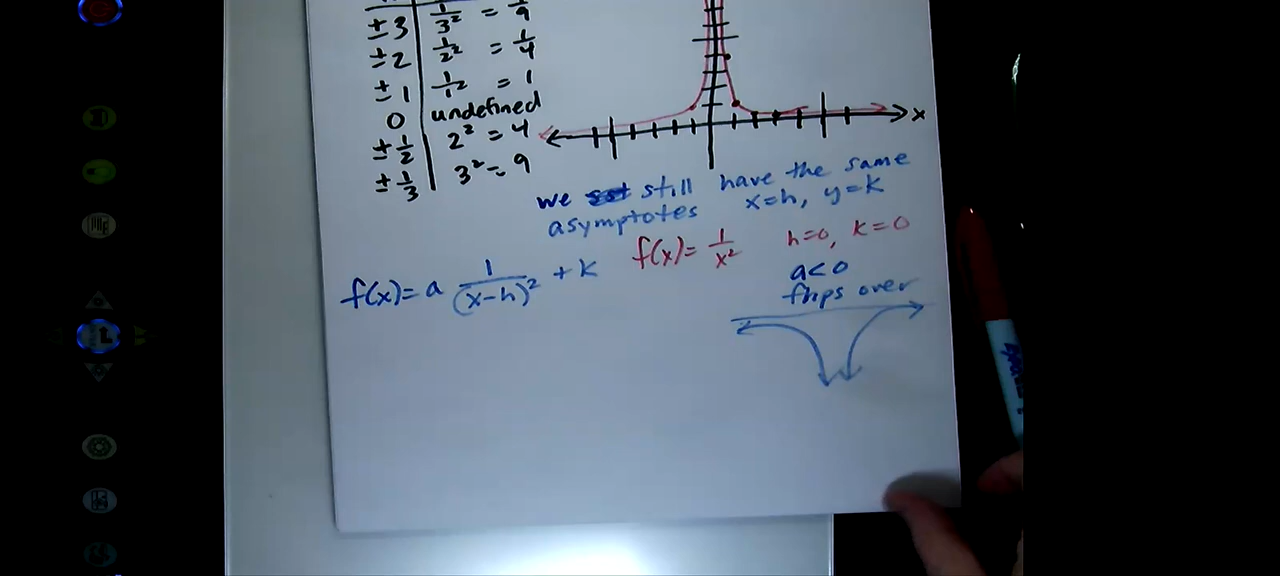 ±3 | 1/3² = 1/9
±2 | 1/2² = 1/4
±1 | 1/1² = 1
0 | undefined
±1/2 | 2² = 4
±1/3 | 3² = 9
x
we still have the same
asymptotes x=h, y=k
f(x)= 1/x² h=0, k=0
f(x)= a 1/(x-h)² + k
a<0
flips over